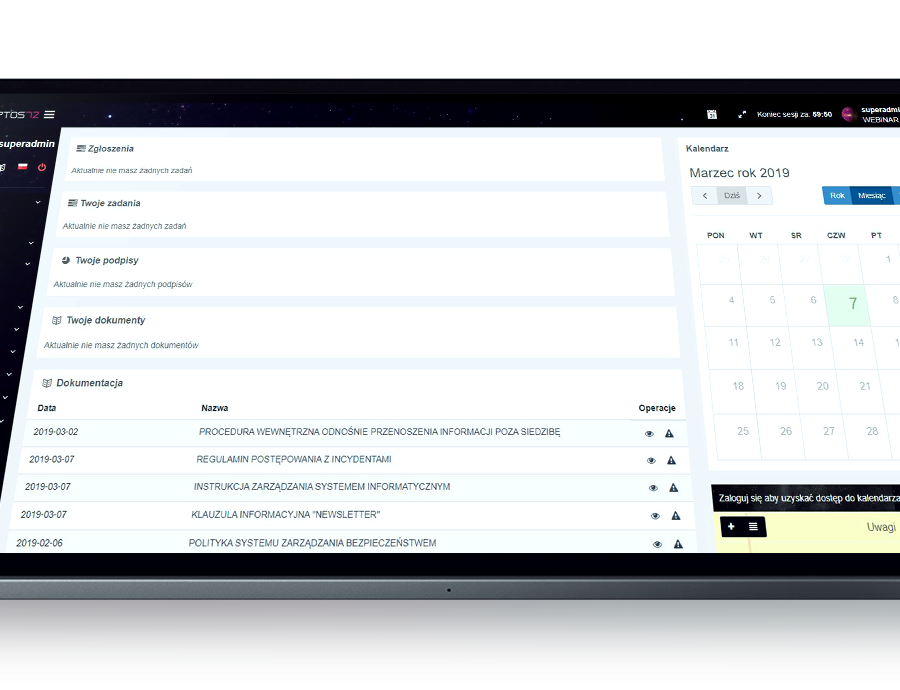 PTOS72
superadmin
Koniec sesji za: 59:50
superadmin
WEBINAR
Zgłoszenia
Aktualnie nie masz żadnych zadań
Twoje zadania
Aktualnie nie masz żadnych zadań
Twoje podpisy
Aktualnie nie masz żadnych podpisów
Twoje dokumenty
Aktualnie nie masz żadnych dokumentów
Dokumentacja
Data Nazwa Operacje
2019-03-02 PROCEDURA WEWNĘTRZNA ODNOŚNIE PRZENOSZENIA INFORMACJI POZA SIEDZIBĘ
2019-03-07 REGULAMIN POSTĘPOWANIA Z INCYDENTAMI
2019-03-07 INSTRUKCJA ZARZĄDZANIA SYSTEMEM INFORMATYCZNYM
2019-03-07 KLAUZULA INFORMACYJNA "NEWSLETTER"
2019-02-06 POLITYKA SYSTEMU ZARZĄDZANIA BEZPIECZEŃSTWEM
Kalendarz
Marzec rok 2019
Dziś Rok Miesiąc
PON WT ŚR CZW PT
1
4 5 6 7 8
11 12 13 14
18 19 20 21
25 26 27 28
Zaloguj się aby uzyskać dostęp do kalendarza
Uwagi